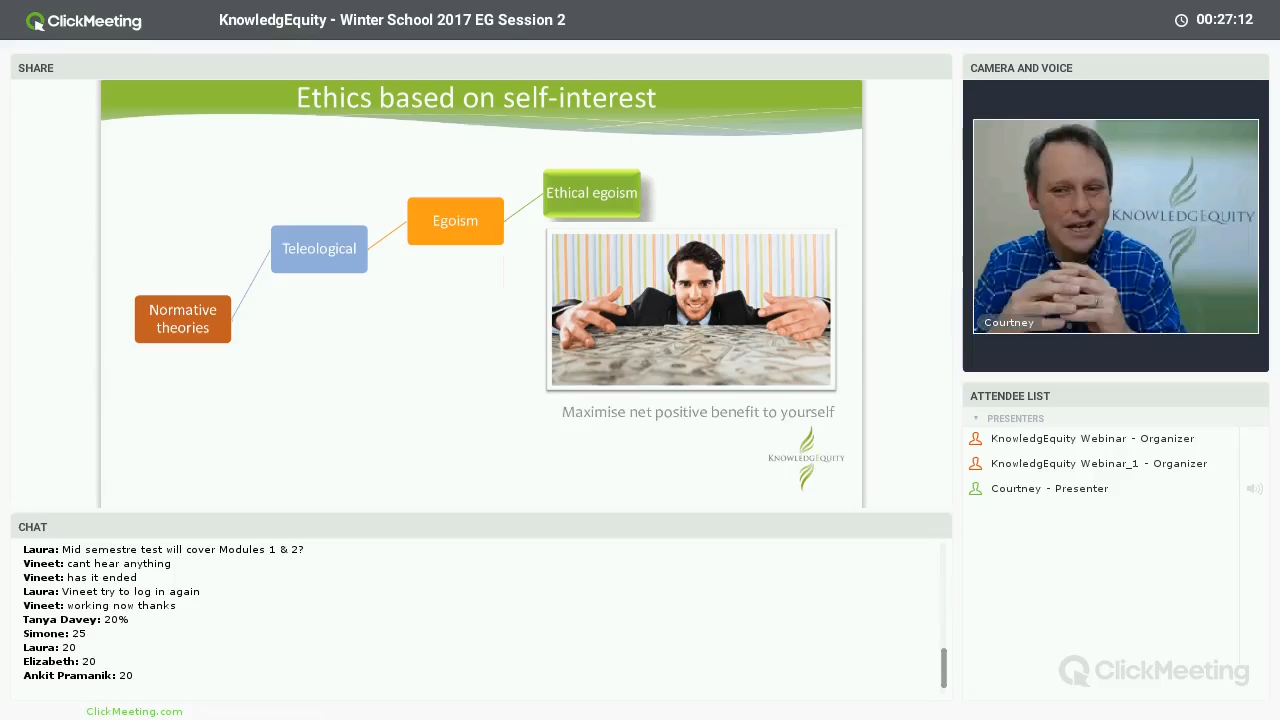 ClickMeeting
KnowledgEquity - Winter School 2017 EG Session 2
00:27:12
SHARE
Ethics based on self-interest
Ethical egoism
Egoism
Teleological
Normative
theories
Maximise net positive benefit to yourself
KNOWLEDGEQUITY
CAMERA AND VOICE
KNOWLEDGEQUITY
Courtney
ATTENDEE LIST
PRESENTERS
KnowledgEquity Webinar - Organizer
KnowledgEquity Webinar_1 - Organizer
Courtney - Presenter
ClickMeeting
CHAT
Laura: Mid semestre test will cover Modules 1 & 2?
Vineet: cant hear anything
Vineet: has it ended
Laura: Vineet try to log in again
Vineet: working now thanks
Tanya Davey: 20%
Simone: 25
Laura: 20
Elizabeth: 20
Ankit Pramanik: 20
ClickMeeting.com